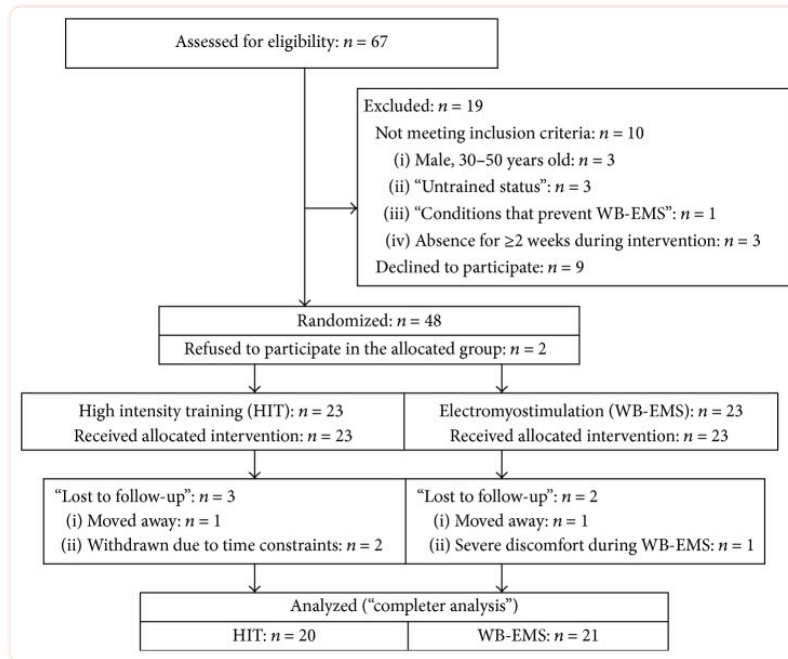 Assessed for eligibility: n = 67
Excluded: n = 19
Not meeting inclusion criteria: n = 10
(i) Male, 30–50 years old: n = 3
(ii) “Untrained status”: n = 3
(iii) “Conditions that prevent WB-EMS”: n = 1
(iv) Absence for ≥2 weeks during intervention: n = 3
Declined to participate: n = 9
Randomized: n = 48
Refused to participate in the allocated group: n = 2
High intensity training (HIT): n = 23
Received allocated intervention: n = 23
Electromyostimulation (WB-EMS): n = 23
Received allocated intervention: n = 23
“Lost to follow-up”: n = 3
(i) Moved away: n = 1
(ii) Withdrawn due to time constraints: n = 2
“Lost to follow-up”: n = 2
(i) Moved away: n = 1
(ii) Severe discomfort during WB-EMS: n = 1
Analyzed (“completer analysis”)
HIT: n = 20
WB-EMS: n = 21